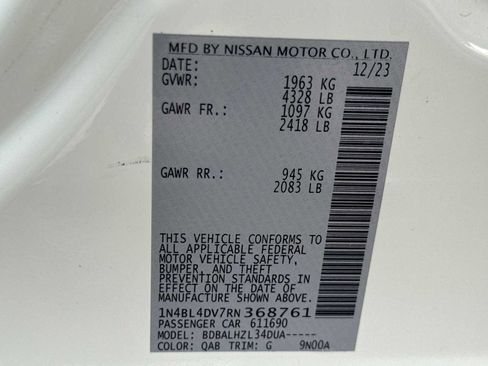 MFD BY NISSAN MOTOR CO., LTD.
DATE: 12/23
GVWR: 1963 KG
4328 LB
GAWR FR.: 1097 KG
2418 LB
GAWR RR.: 945 KG
2083 LB
THIS VEHICLE CONFORMS TO
ALL APPLICABLE FEDERAL
MOTOR VEHICLE SAFETY,
BUMPER, AND THEFT
PREVENTION STANDARDS
IN EFFECT ON THE DATE OF
MANUFACTURE SHOWN ABOVE.
1N4BL4DV7RN368761
PASSENGER CAR 611690
MODEL: BDBALHZL34DUA-----
COLOR: QAB TRIM: G 9N00A